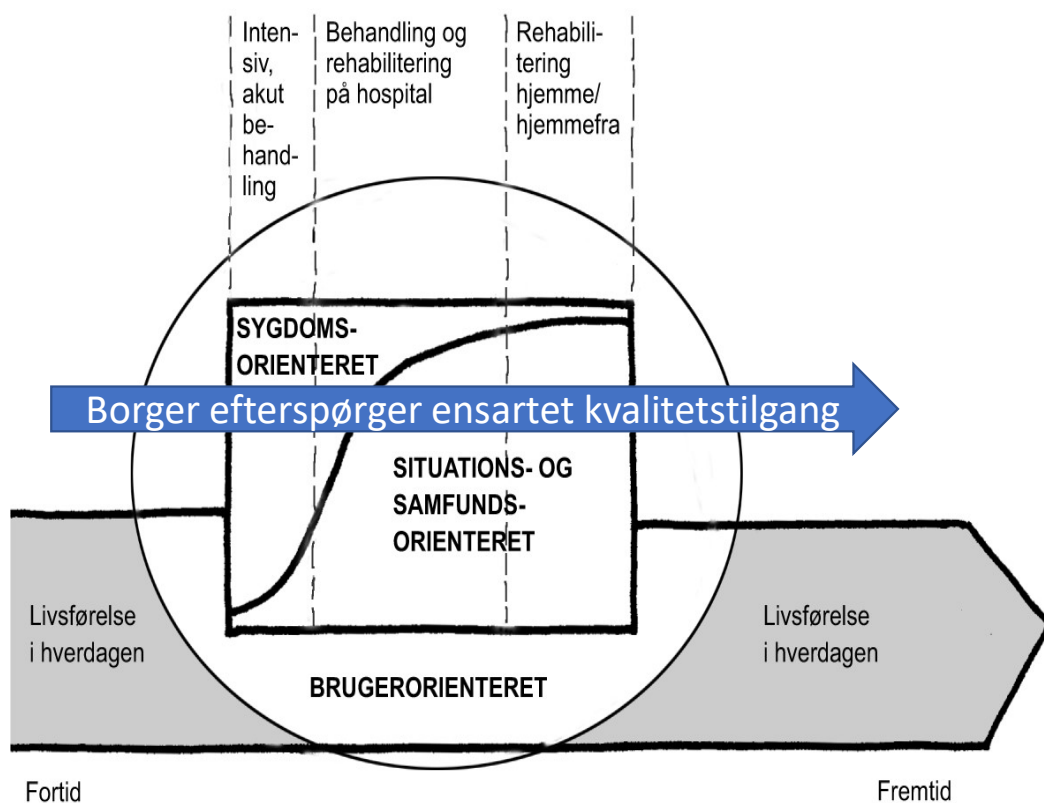 Inten-
siv,
akut
be-
hand-
ling
Behandling og
rehabilitering
på hospital
Rehabili-
tering
hjemme/
hjemmefra
SYGDOMS-
ORIENTERET
Borger efterspørger ensartet kvalitetstilgang
SITUATIONS- OG
SAMFUNDS-
ORIENTERET
Livsførelse
i hverdagen
Livsførelse
i hverdagen
BRUGERORIENTERET
Fortid
Fremtid